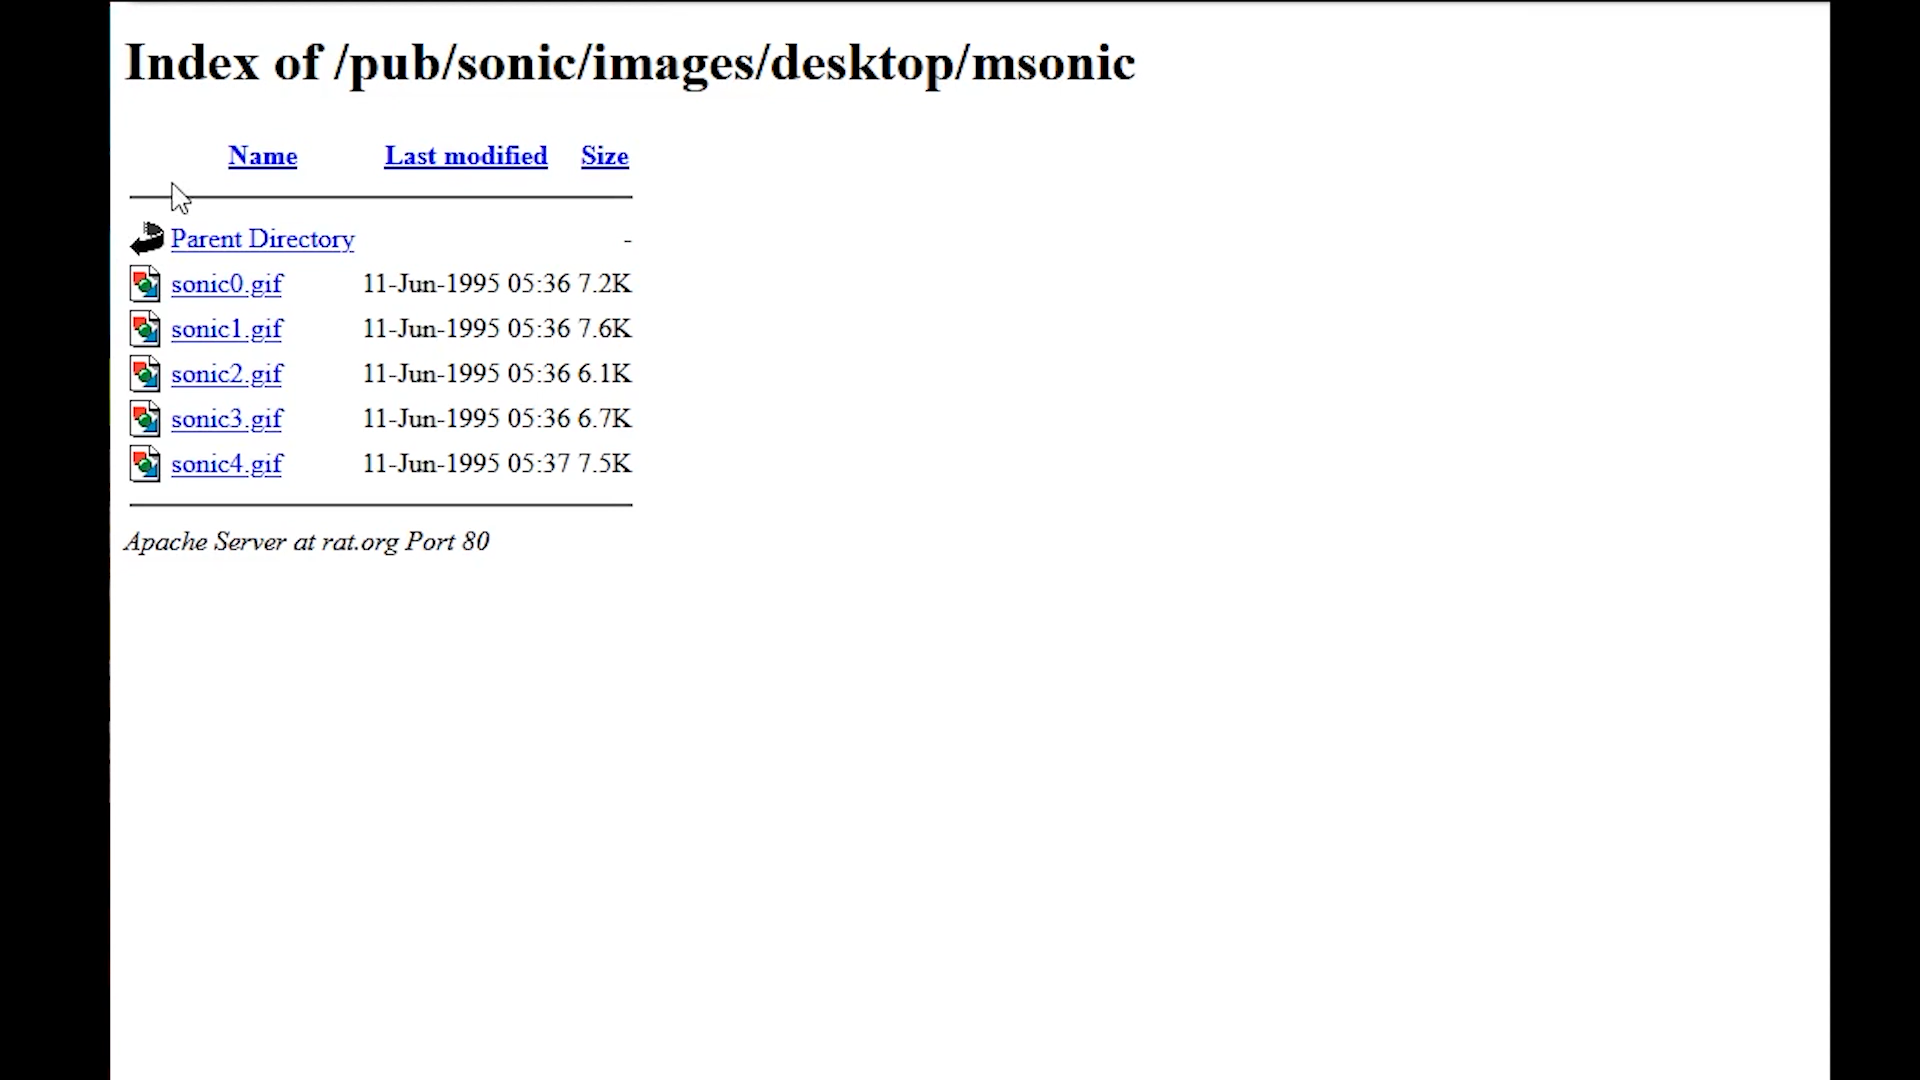 Index of /pub/sonic/images/desktop/msonic
Name Last modified Size
Parent Directory -
sonic0.gif 11-Jun-1995 05:36 7.2K
sonic1.gif 11-Jun-1995 05:36 7.6K
sonic2.gif 11-Jun-1995 05:36 6.1K
sonic3.gif 11-Jun-1995 05:36 6.7K
sonic4.gif 11-Jun-1995 05:37 7.5K
Apache Server at rat.org Port 80